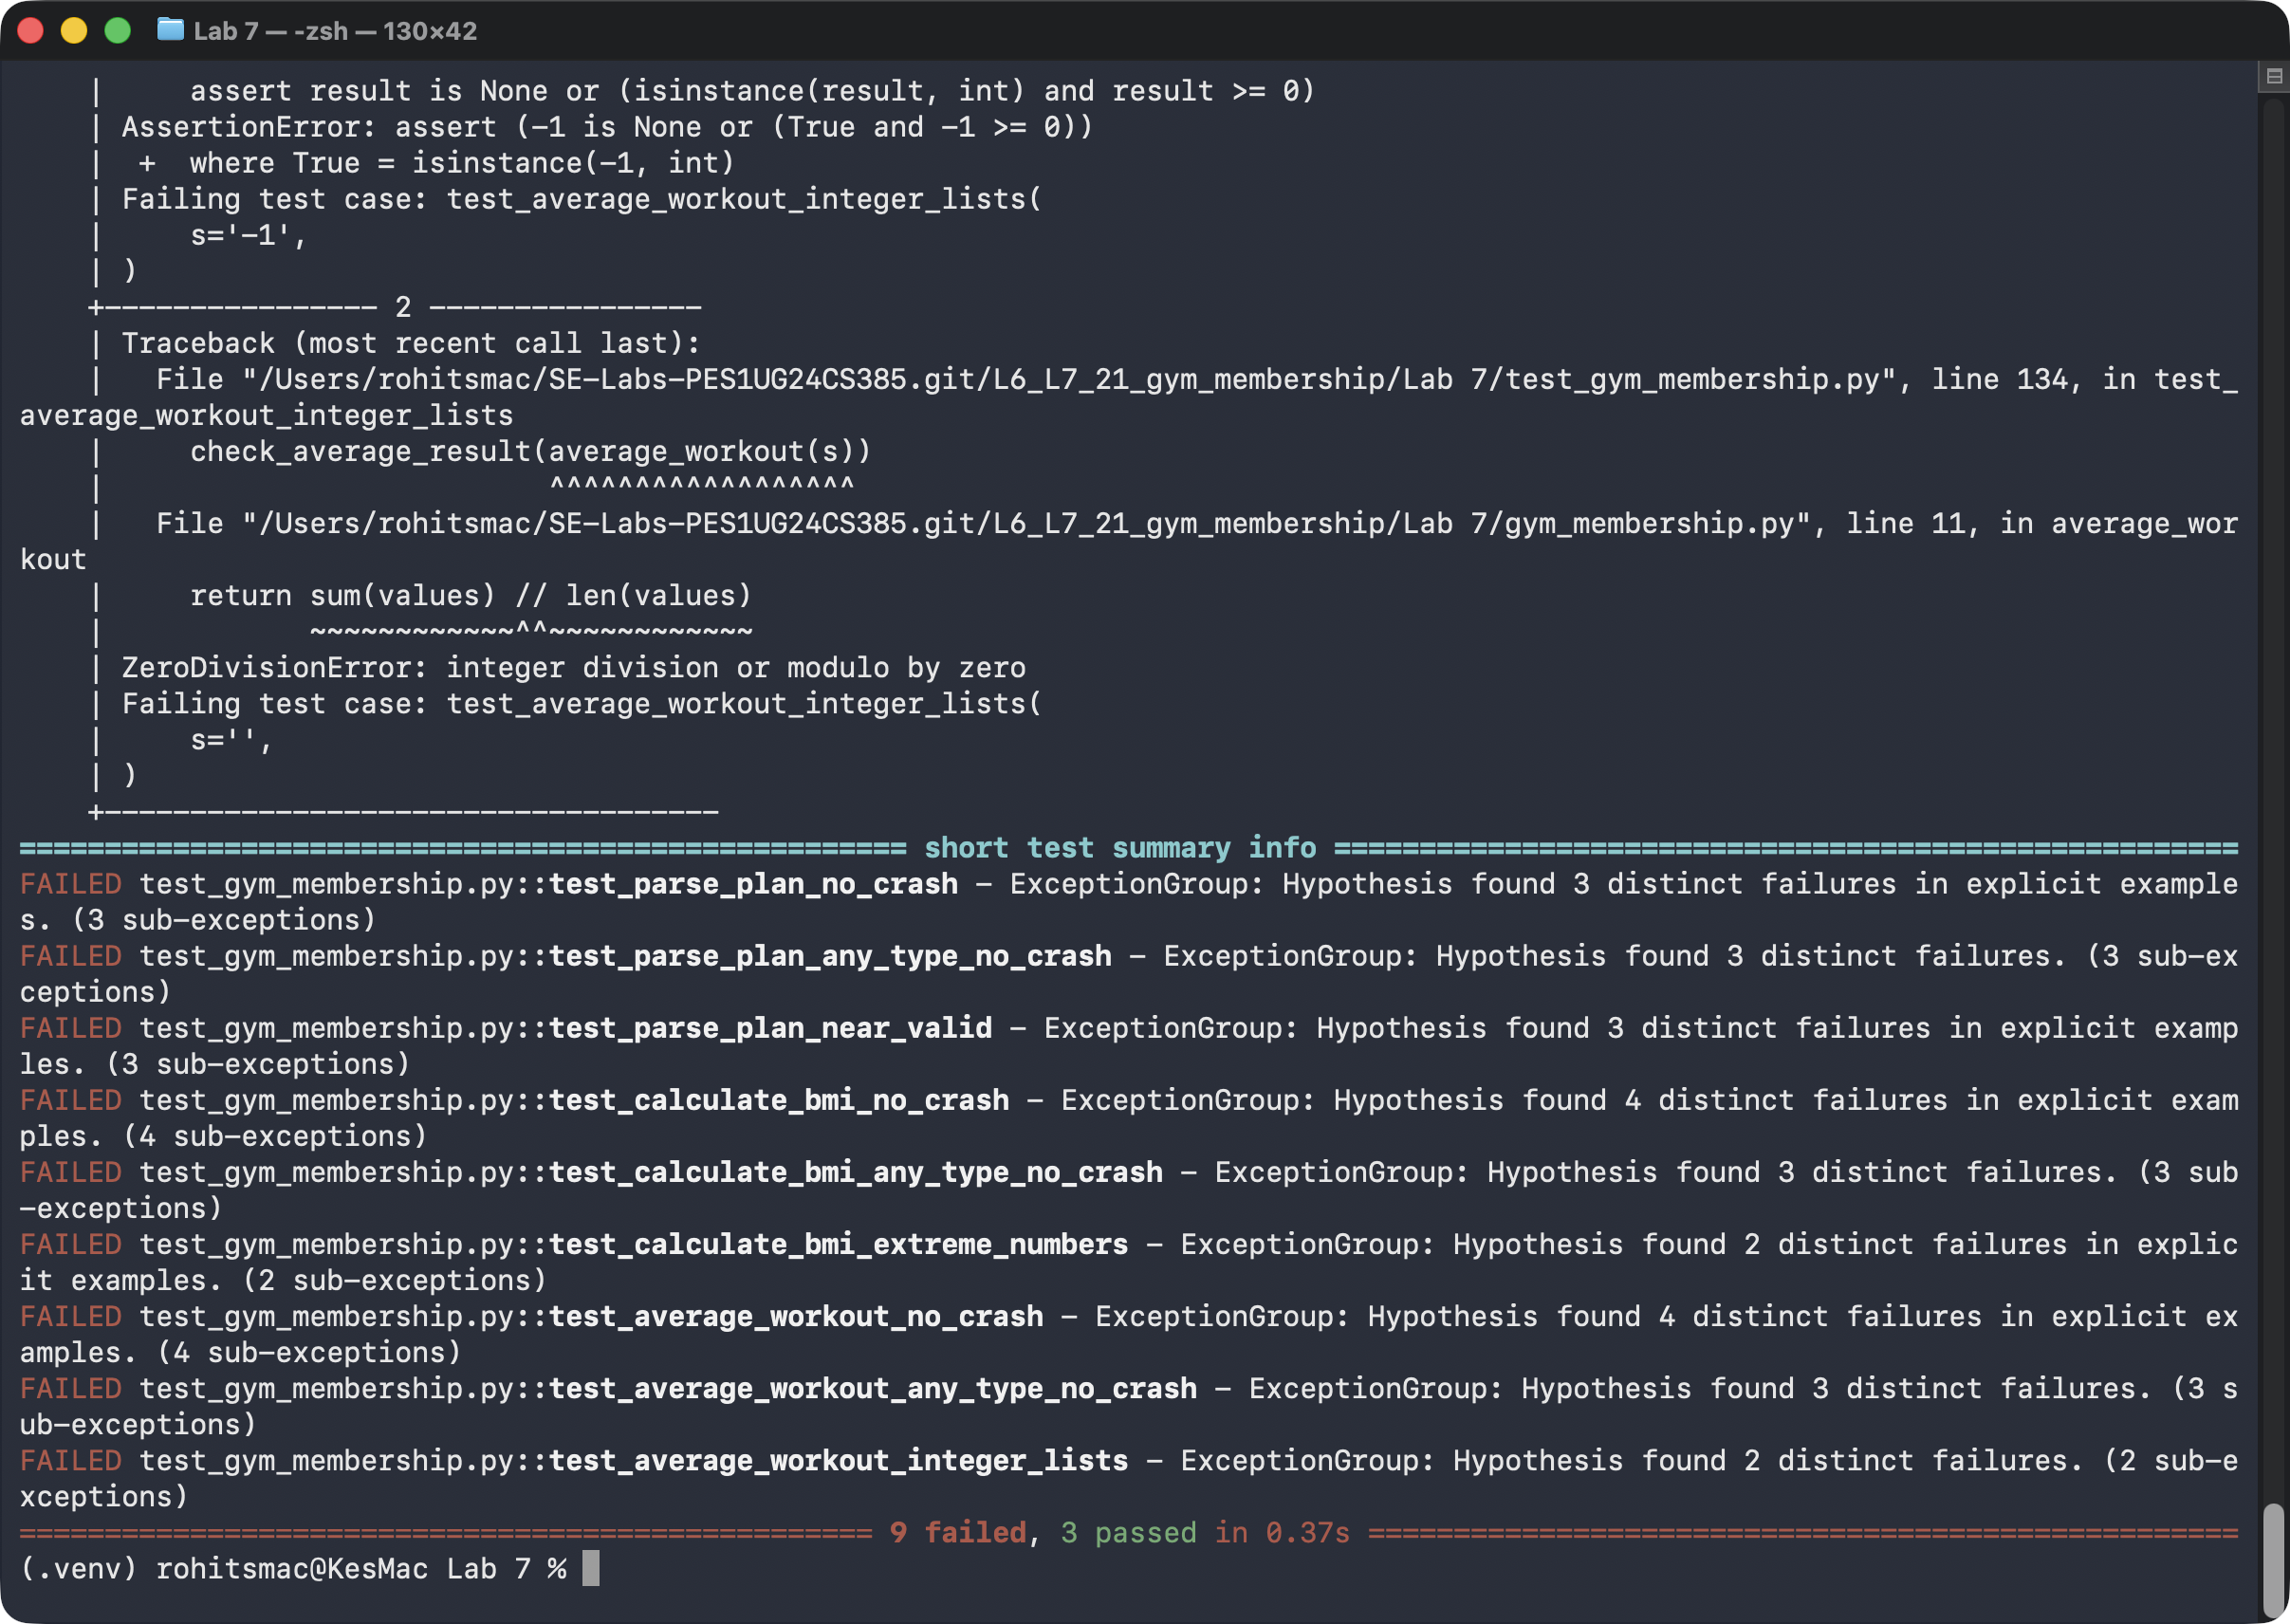 Lab 7 — -zsh — 130×42
|     assert result is None or (isinstance(result, int) and result >= 0)
| AssertionError: assert (-1 is None or (True and -1 >= 0))
|  +  where True = isinstance(-1, int)
| Failing test case: test_average_workout_integer_lists(
|     s='-1',
| )
+---------------- 2 ----------------
| Traceback (most recent call last):
|   File "/Users/rohitsmac/SE-Labs-PES1UG24CS385.git/L6_L7_21_gym_membership/Lab 7/test_gym_membership.py", line 134, in test_
average_workout_integer_lists
|     check_average_result(average_workout(s))
|                          ^^^^^^^^^^^^^^^^^^
|   File "/Users/rohitsmac/SE-Labs-PES1UG24CS385.git/L6_L7_21_gym_membership/Lab 7/gym_membership.py", line 11, in average_wor
kout
|     return sum(values) // len(values)
|            ~~~~~~~~~~~~^^~~~~~~~~~~~~
| ZeroDivisionError: integer division or modulo by zero
| Failing test case: test_average_workout_integer_lists(
|     s='',
| )
+------------------------------------
==================================================== short test summary info =====================================================
FAILED test_gym_membership.py::test_parse_plan_no_crash - ExceptionGroup: Hypothesis found 3 distinct failures in explicit example
s. (3 sub-exceptions)
FAILED test_gym_membership.py::test_parse_plan_any_type_no_crash - ExceptionGroup: Hypothesis found 3 distinct failures. (3 sub-ex
ceptions)
FAILED test_gym_membership.py::test_parse_plan_near_valid - ExceptionGroup: Hypothesis found 3 distinct failures in explicit examp
les. (3 sub-exceptions)
FAILED test_gym_membership.py::test_calculate_bmi_no_crash - ExceptionGroup: Hypothesis found 4 distinct failures in explicit exam
ples. (4 sub-exceptions)
FAILED test_gym_membership.py::test_calculate_bmi_any_type_no_crash - ExceptionGroup: Hypothesis found 3 distinct failures. (3 sub
-exceptions)
FAILED test_gym_membership.py::test_calculate_bmi_extreme_numbers - ExceptionGroup: Hypothesis found 2 distinct failures in explic
it examples. (2 sub-exceptions)
FAILED test_gym_membership.py::test_average_workout_no_crash - ExceptionGroup: Hypothesis found 4 distinct failures in explicit ex
amples. (4 sub-exceptions)
FAILED test_gym_membership.py::test_average_workout_any_type_no_crash - ExceptionGroup: Hypothesis found 3 distinct failures. (3 s
ub-exceptions)
FAILED test_gym_membership.py::test_average_workout_integer_lists - ExceptionGroup: Hypothesis found 2 distinct failures. (2 sub-e
xceptions)
================================================== 9 failed, 3 passed in 0.37s ===================================================
(.venv) rohitsmac@KesMac Lab 7 %